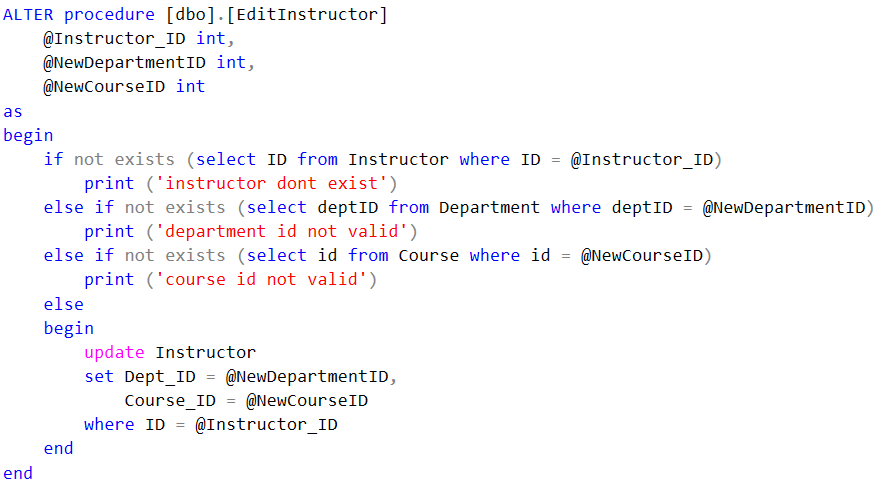 ALTER procedure [dbo].[EditInstructor]
    @Instructor_ID int,
    @NewDepartmentID int,
    @NewCourseID int
as
begin
    if not exists (select ID from Instructor where ID = @Instructor_ID)
        print ('instructor dont exist')
    else if not exists (select deptID from Department where deptID = @NewDepartmentID)
        print ('department id not valid')
    else if not exists (select id from Course where id = @NewCourseID)
        print ('course id not valid')
    else
    begin
        update Instructor
        set Dept_ID = @NewDepartmentID,
            Course_ID = @NewCourseID
        where ID = @Instructor_ID
    end
end